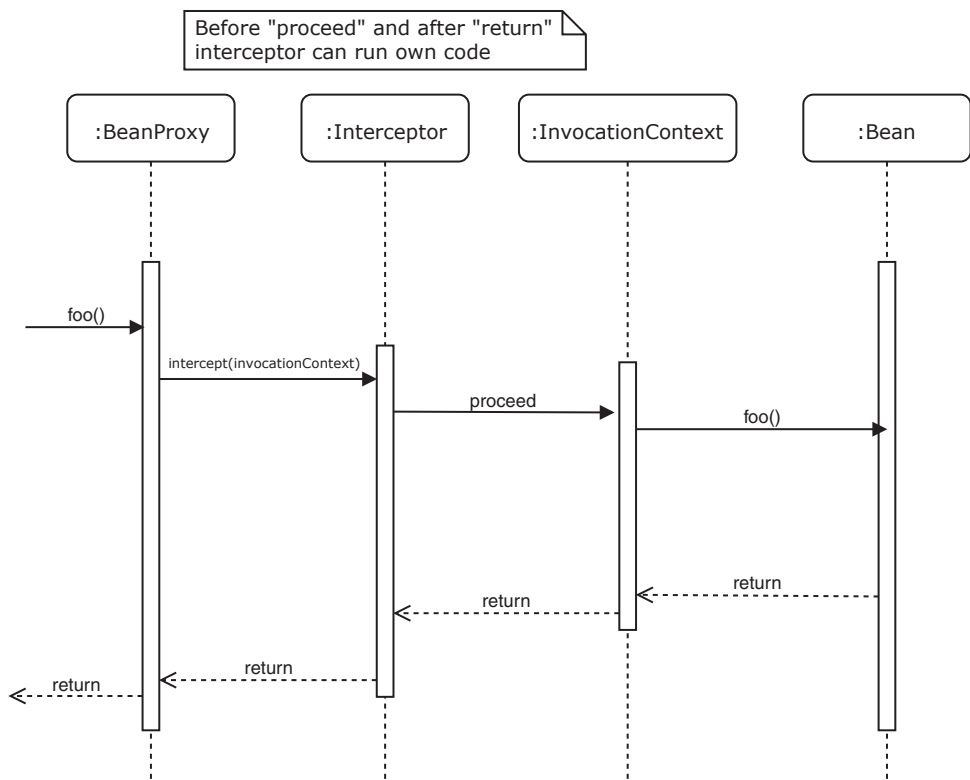 Before "proceed" and after "return"
interceptor can run own code
:BeanProxy
:Interceptor
:InvocationContext
:Bean
foo()
intercept(invocationContext)
proceed
foo()
return
return
return
return